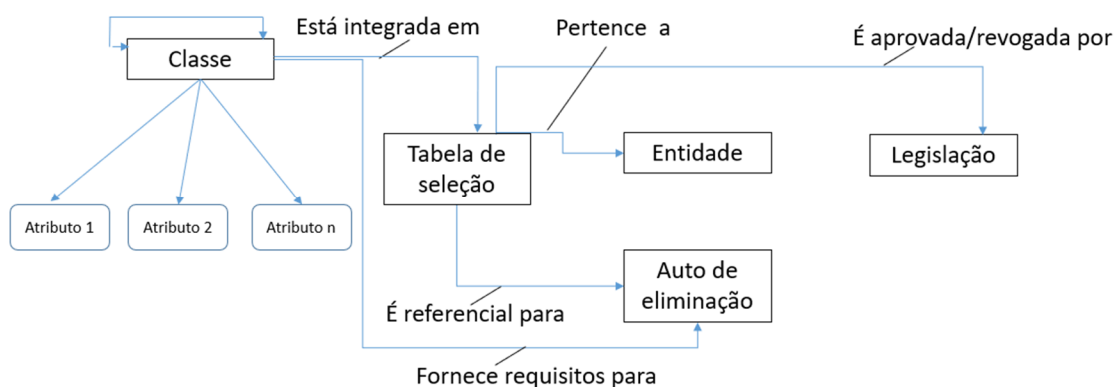 Está integrada em
Pertence a
É aprovada/revogada por
Classe
Tabela de
seleção
Entidade
Legislação
Atributo 1
Atributo 2
Atributo n
Auto de
eliminação
É referencial para
Fornece requisitos para